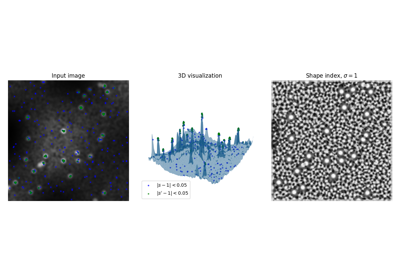 Input image
3D visualization
Shape index, σ = 1
|s − 1| < 0.05
|s′ − 1| < 0.05